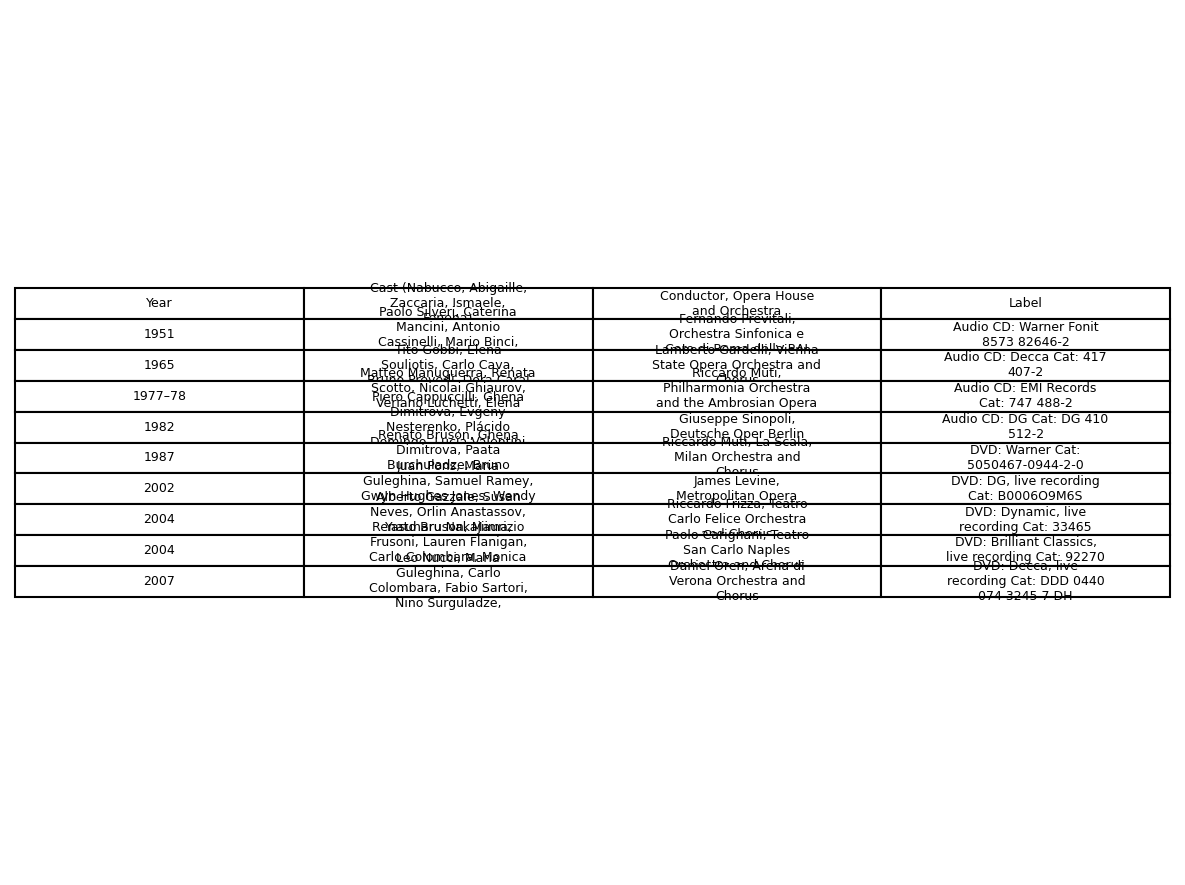 Year
Cast (Nabucco, Abigaille,
Zaccaria, Ismaele,
Conductor, Opera House
and Orchestra
Label
1951
Paolo Silveri, Caterina
Mancini, Antonio
Cassinelli, Mario Binci,
Fernando Previtali,
Orchestra Sinfonica e
Coro di Roma della RAI
Audio CD: Warner Fonit
8573 82646-2
1965
Tito Gobbi, Elena
Souliotis, Carlo Cava,
Bruno Prevedi, Dora Carral
Lamberto Gardelli, Vienna
State Opera Orchestra and
Chorus
Audio CD: Decca Cat: 417
407-2
1977–78
Matteo Manuguerra, Renata
Scotto, Nicolai Ghiaurov,
Veriano Luchetti, Elena
Riccardo Muti,
Philharmonia Orchestra
and the Ambrosian Opera
Audio CD: EMI Records
Cat: 747 488-2
1982
Piero Cappuccilli, Ghena
Dimitrova, Evgeny
Nesterenko, Plácido
Domingo, Lucia Valentini
Giuseppe Sinopoli,
Deutsche Oper Berlin
Audio CD: DG Cat: DG 410
512-2
1987
Renato Bruson, Ghena
Dimitrova, Paata
Burchuladze, Bruno
Riccardo Muti, La Scala,
Milan Orchestra and
Chorus
DVD: Warner Cat:
5050467-0944-2-0
2002
Juan Pons, Maria
Guleghina, Samuel Ramey,
Gwyn Hughes Jones, Wendy
James Levine,
Metropolitan Opera
DVD: DG, live recording
Cat: B0006O9M6S
2004
Alberto Gazzale, Susan
Neves, Orlin Anastassov,
Yasuharu Nakajima,
Riccardo Frizza, Teatro
Carlo Felice Orchestra
and Chorus
DVD: Dynamic, live
recording Cat: 33465
2004
Renato Bruson, Maurizio
Frusoni, Lauren Flanigan,
Carlo Colombara, Monica
Paolo Carignani, Teatro
San Carlo Naples
Orchestra and Chorus
DVD: Brilliant Classics,
live recording Cat: 92270
2007
Leo Nucci, Maria
Guleghina, Carlo
Colombara, Fabio Sartori,
Nino Surguladze,
Daniel Oren, Arena di
Verona Orchestra and
Chorus
DVD: Decca, live
recording Cat: DDD 0440
074 3245 7 DH